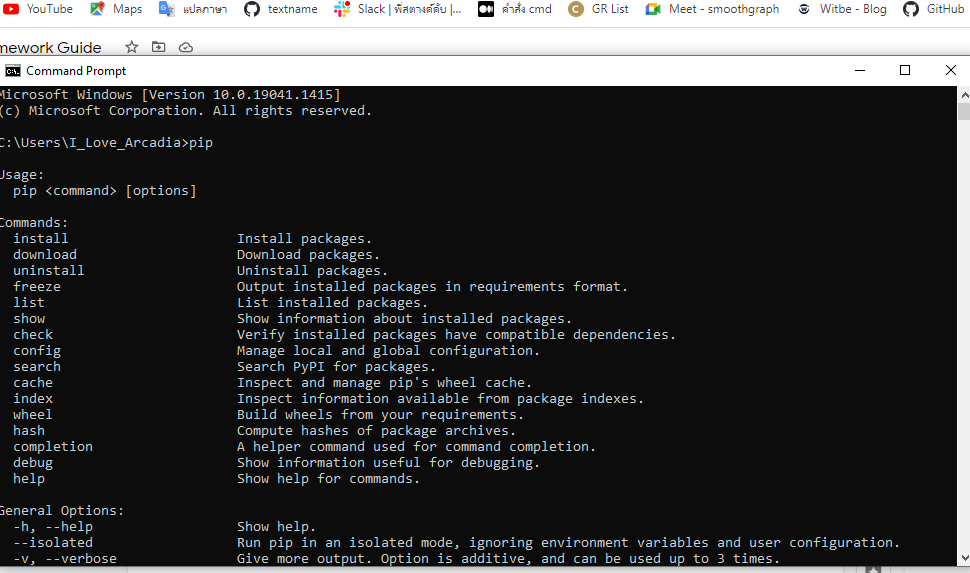 YouTube Maps แปลภาษา textname Slack | พี่สตางค์ตึ๊บ |... คำสั่ง cmd GR List Meet - smoothgraph Witbe - Blog GitHub
mework Guide
Command Prompt
Microsoft Windows [Version 10.0.19041.1415]
(c) Microsoft Corporation. All rights reserved.
C:\Users\I_Love_Arcadia>pip
Usage:
pip <command> [options]
Commands:
install Install packages.
download Download packages.
uninstall Uninstall packages.
freeze Output installed packages in requirements format.
list List installed packages.
show Show information about installed packages.
check Verify installed packages have compatible dependencies.
config Manage local and global configuration.
search Search PyPI for packages.
cache Inspect and manage pip's wheel cache.
index Inspect information available from package indexes.
wheel Build wheels from your requirements.
hash Compute hashes of package archives.
completion A helper command used for command completion.
debug Show information useful for debugging.
help Show help for commands.
General Options:
-h, --help Show help.
--isolated Run pip in an isolated mode, ignoring environment variables and user configuration.
-v, --verbose Give more output. Option is additive, and can be used up to 3 times.